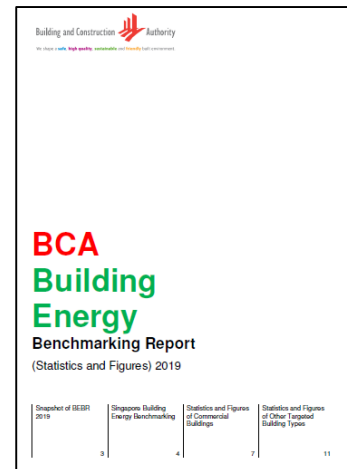 Building and Construction Authority
We shape a safe, high quality, sustainable and friendly built environment.
BCA
Building
Energy
Benchmarking Report
(Statistics and Figures) 2019
Snapshot of BEBR
2019
3
Singapore Building
Energy Benchmarking
4
Statistics and Figures
of Commercial
Buildings
7
Statistics and Figures
of Other Targeted
Building Types
11